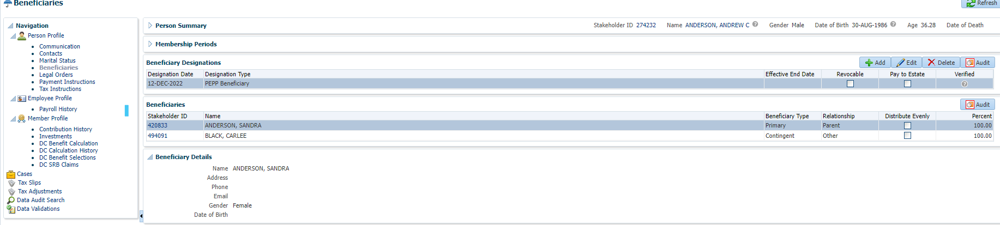 Beneficiaries
Refresh
Navigation
Person Profile
Communication
Contacts
Marital Status
Beneficiaries
Legal Orders
Payment Instructions
Tax Instructions
Employee Profile
Payroll History
Member Profile
Contribution History
Investments
DC Benefit Calculation
DC Calculation History
DC Benefit Selections
DC SRB Claims
Cases
Tax Slips
Tax Adjustments
Data Audit Search
Data Validations
Person Summary Stakeholder ID 274232 Name ANDERSON, ANDREW C Gender Male Date of Birth 30-AUG-1986 Age 36.28 Date of Death
Membership Periods
Beneficiary Designations Add Edit Delete Audit
Designation Date Designation Type Effective End Date Revocable Pay to Estate Verified
12-DEC-2022 PEPP Beneficiary
Beneficiaries Audit
Stakeholder ID Name Beneficiary Type Relationship Distribute Evenly Percent
420833 ANDERSON, SANDRA Primary Parent 100.00
494091 BLACK, CARLEE Contingent Other 100.00
Beneficiary Details
Name ANDERSON, SANDRA
Address
Phone
Email
Gender Female
Date of Birth